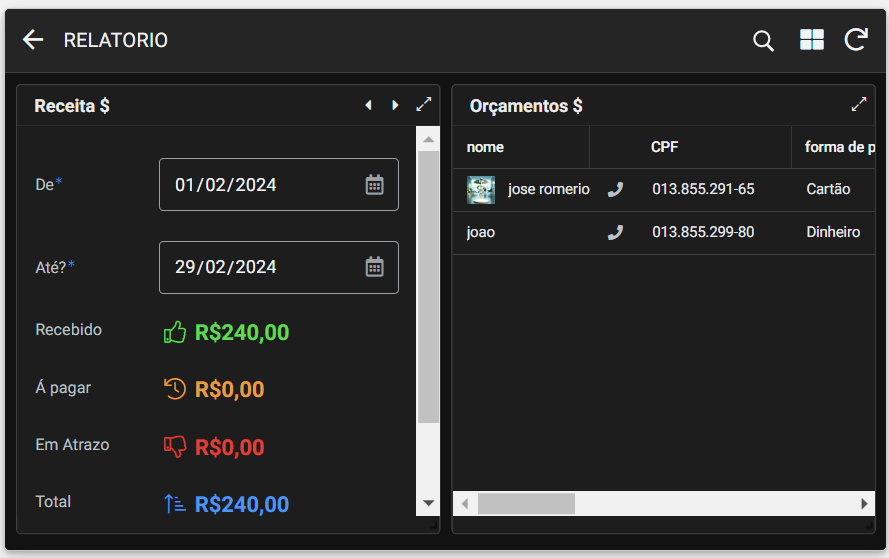 RELATORIO
Receita $
De*
01/02/2024
Até?*
29/02/2024
Recebido
R$240,00
Á pagar
R$0,00
Em Atrazo
R$0,00
Total
R$240,00
Orçamentos $
nome CPF forma de p
jose romerio 013.855.291-65 Cartão
joao 013.855.299-80 Dinheiro